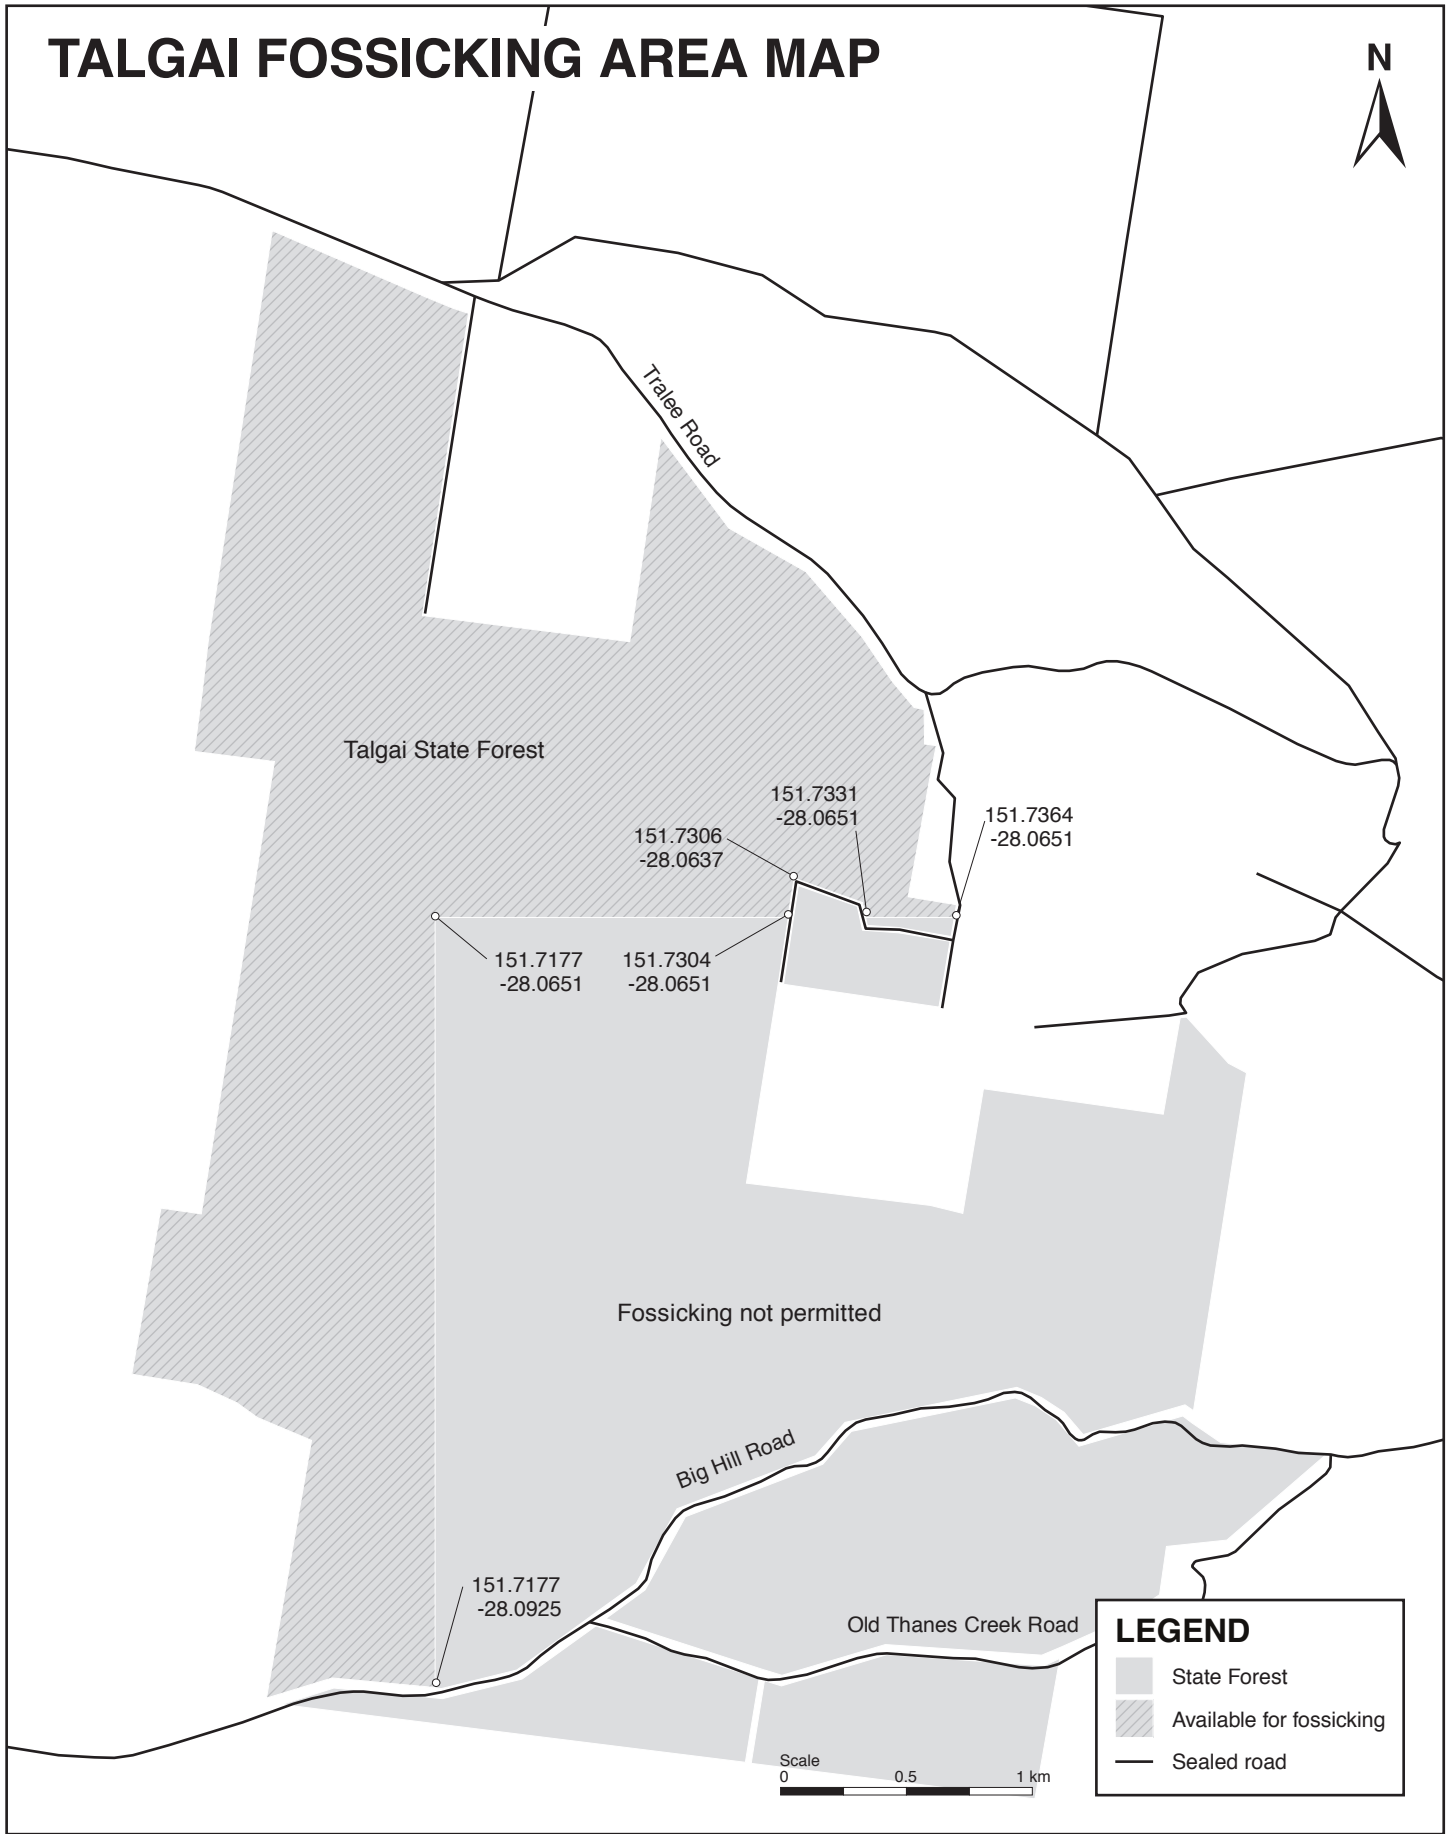 TALGAI FOSSICKING AREA MAP
N
Tralee Road
Talgai State Forest
151.7331
-28.0651
151.7364
-28.0651
151.7306
-28.0637
151.7177
-28.0651
151.7304
-28.0651
Fossicking not permitted
Big Hill Road
151.7177
-28.0925
Old Thanes Creek Road
LEGEND
State Forest
Available for fossicking
Sealed road
Scale
0 0.5 1 km